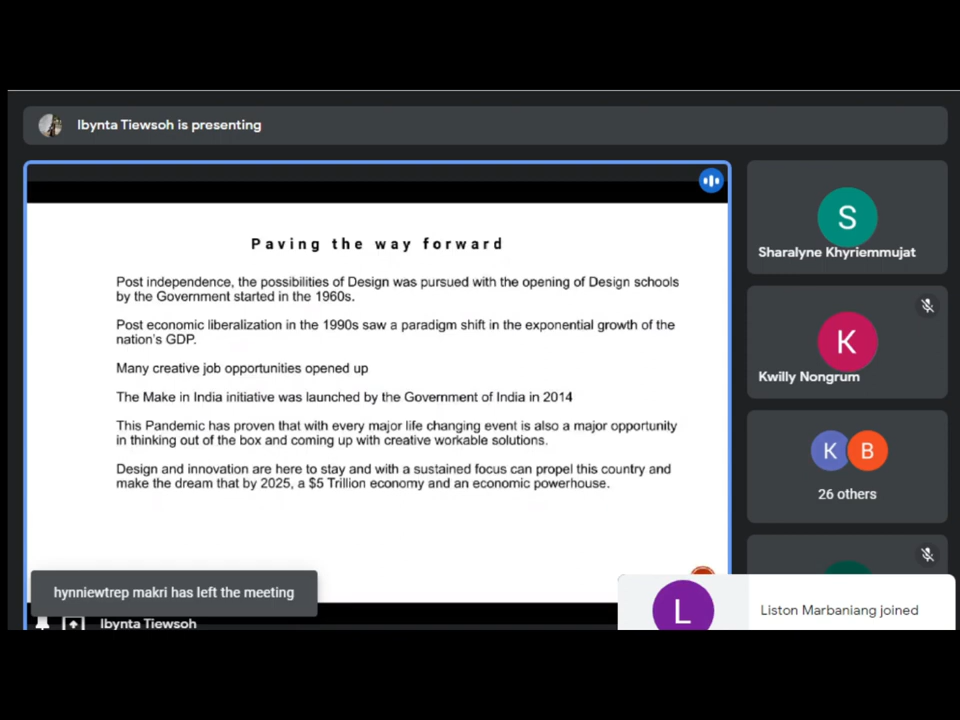 Ibynta Tiewsoh is presenting
Paving the way forward
Post independence, the possibilities of Design was pursued with the opening of Design schools
by the Government started in the 1960s.
Post economic liberalization in the 1990s saw a paradigm shift in the exponential growth of the
nation's GDP.
Many creative job opportunities opened up
The Make in India initiative was launched by the Government of India in 2014
This Pandemic has proven that with every major life changing event is also a major opportunity
in thinking out of the box and coming up with creative workable solutions.
Design and innovation are here to stay and with a sustained focus can propel this country and
make the dream that by 2025, a $5 Trillion economy and an economic powerhouse.
S
Sharalyne Khyriemmujat
K
Kwilly Nongrum
K B
26 others
hynniewtrep makri has left the meeting
L
Liston Marbaniang joined
Ibynta Tiewsoh